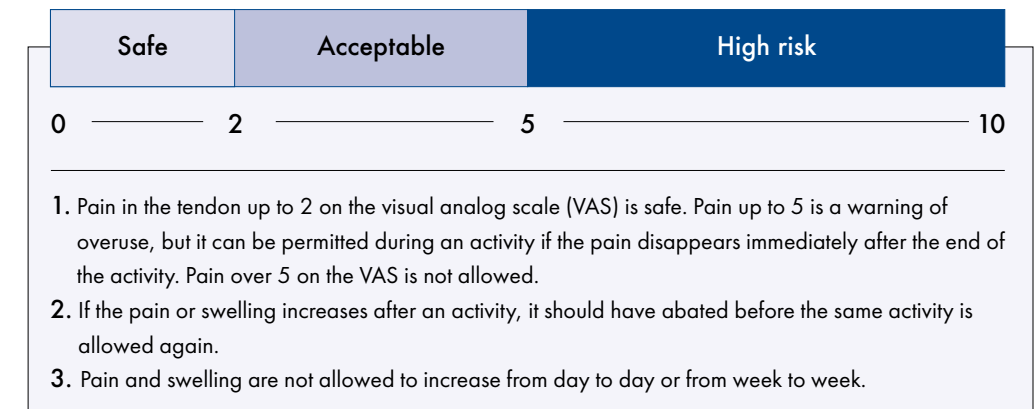 Safe Acceptable High risk
0 2 5 10
1. Pain in the tendon up to 2 on the visual analog scale (VAS) is safe. Pain up to 5 is a warning of
overuse, but it can be permitted during an activity if the pain disappears immediately after the end of
the activity. Pain over 5 on the VAS is not allowed.
2. If the pain or swelling increases after an activity, it should have abated before the same activity is
allowed again.
3. Pain and swelling are not allowed to increase from day to day or from week to week.